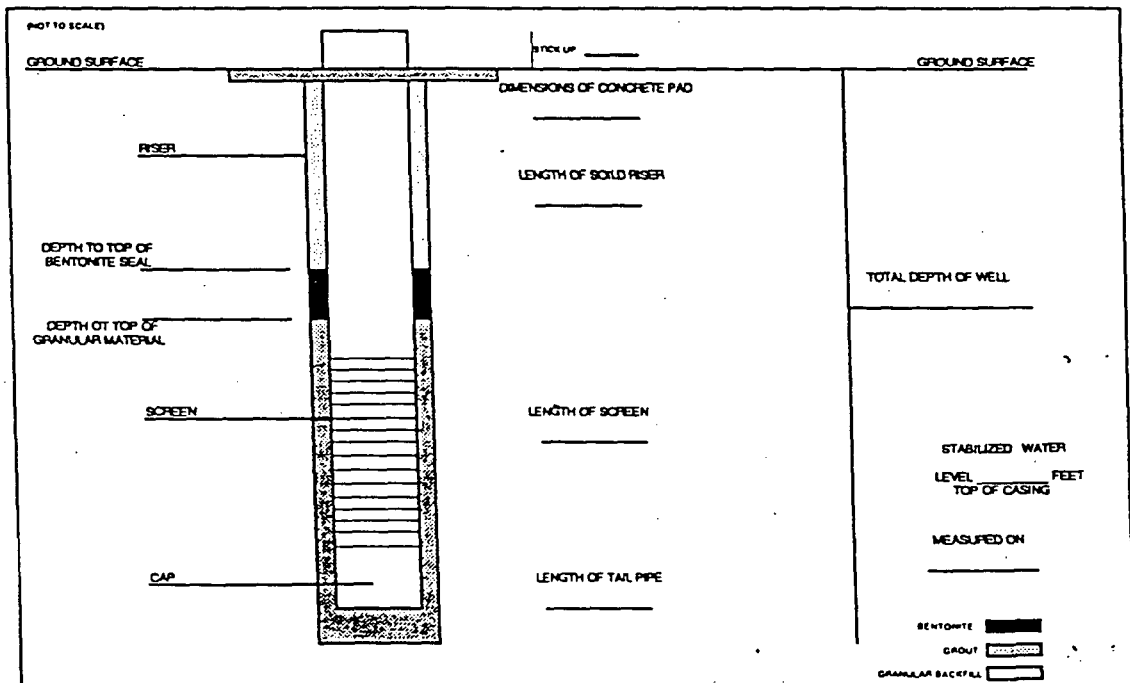 (NOT TO SCALE)
STICK UP
GROUND SURFACE
GROUND SURFACE
DIMENSIONS OF CONCRETE PAD
RISER
LENGTH OF SOILD RISER
DEPTH TO TOP OF
BENTONITE SEAL
TOTAL DEPTH OF WELL
DEPTH OT TOP OF
GRANULAR MATERIAL
SCREEN
LENGTH OF SCREEN
STABILIZED WATER
LEVEL ________ FEET
TOP OF CASING
MEASURED ON
CAP
LENGTH OF TAIL PIPE
BENTONITE
GROUT
GRANULAR BACKFILL